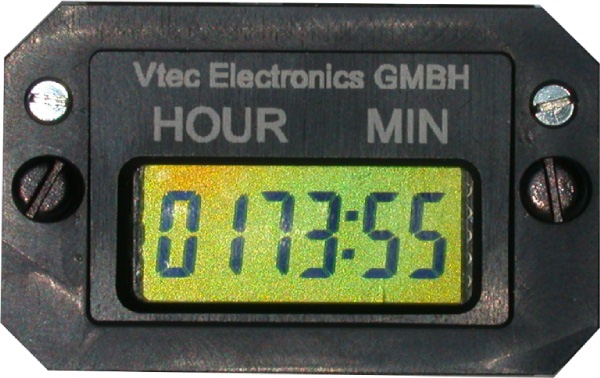 Vtec Electronics GMBH
HOUR MIN
0173:55